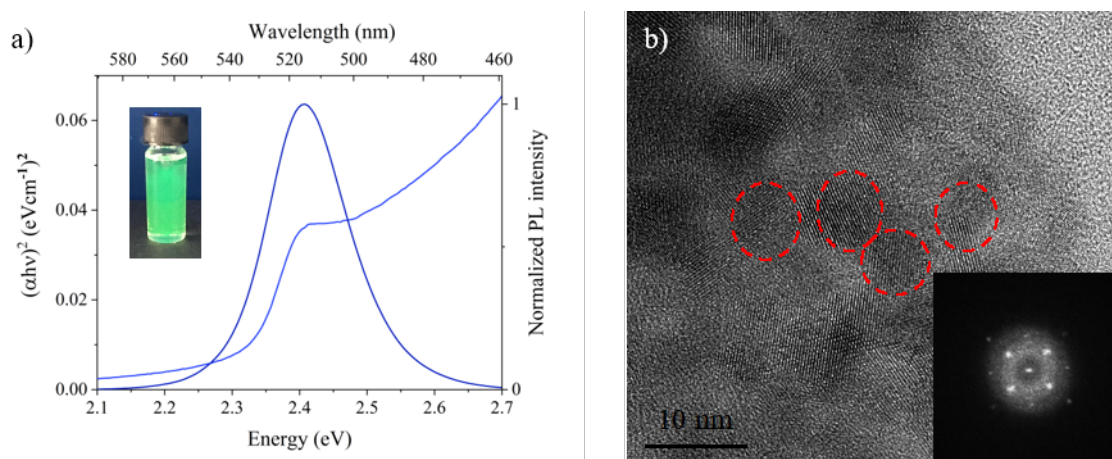 a)
Wavelength (nm)
580 560 540 520 500 480 460
0.06
0.04
0.02
0.00
(αhν)² (eVcm⁻¹)²
1
0
Normalized PL intensity
2.1 2.2 2.3 2.4 2.5 2.6 2.7
Energy (eV)
b)
10 nm